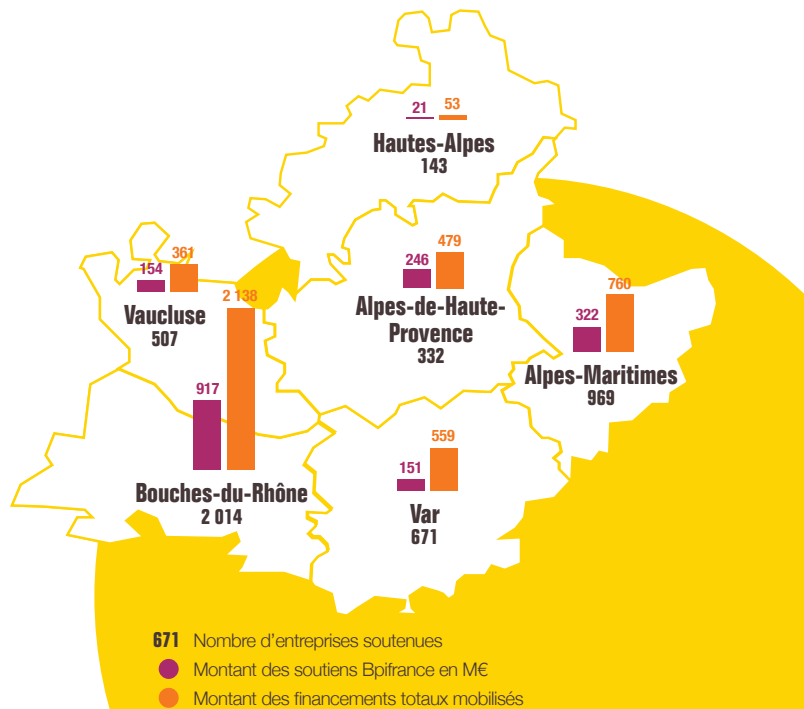 21 53
Hautes-Alpes
143
154 361
Vaucluse
507
246 479
Alpes-de-Haute-
Provence
332
322 760
Alpes-Maritimes
969
917 2 138
Bouches-du-Rhône
2 014
151 559
Var
671
671 Nombre d'entreprises soutenues
Montant des soutiens Bpifrance en M€
Montant des financements totaux mobilisés